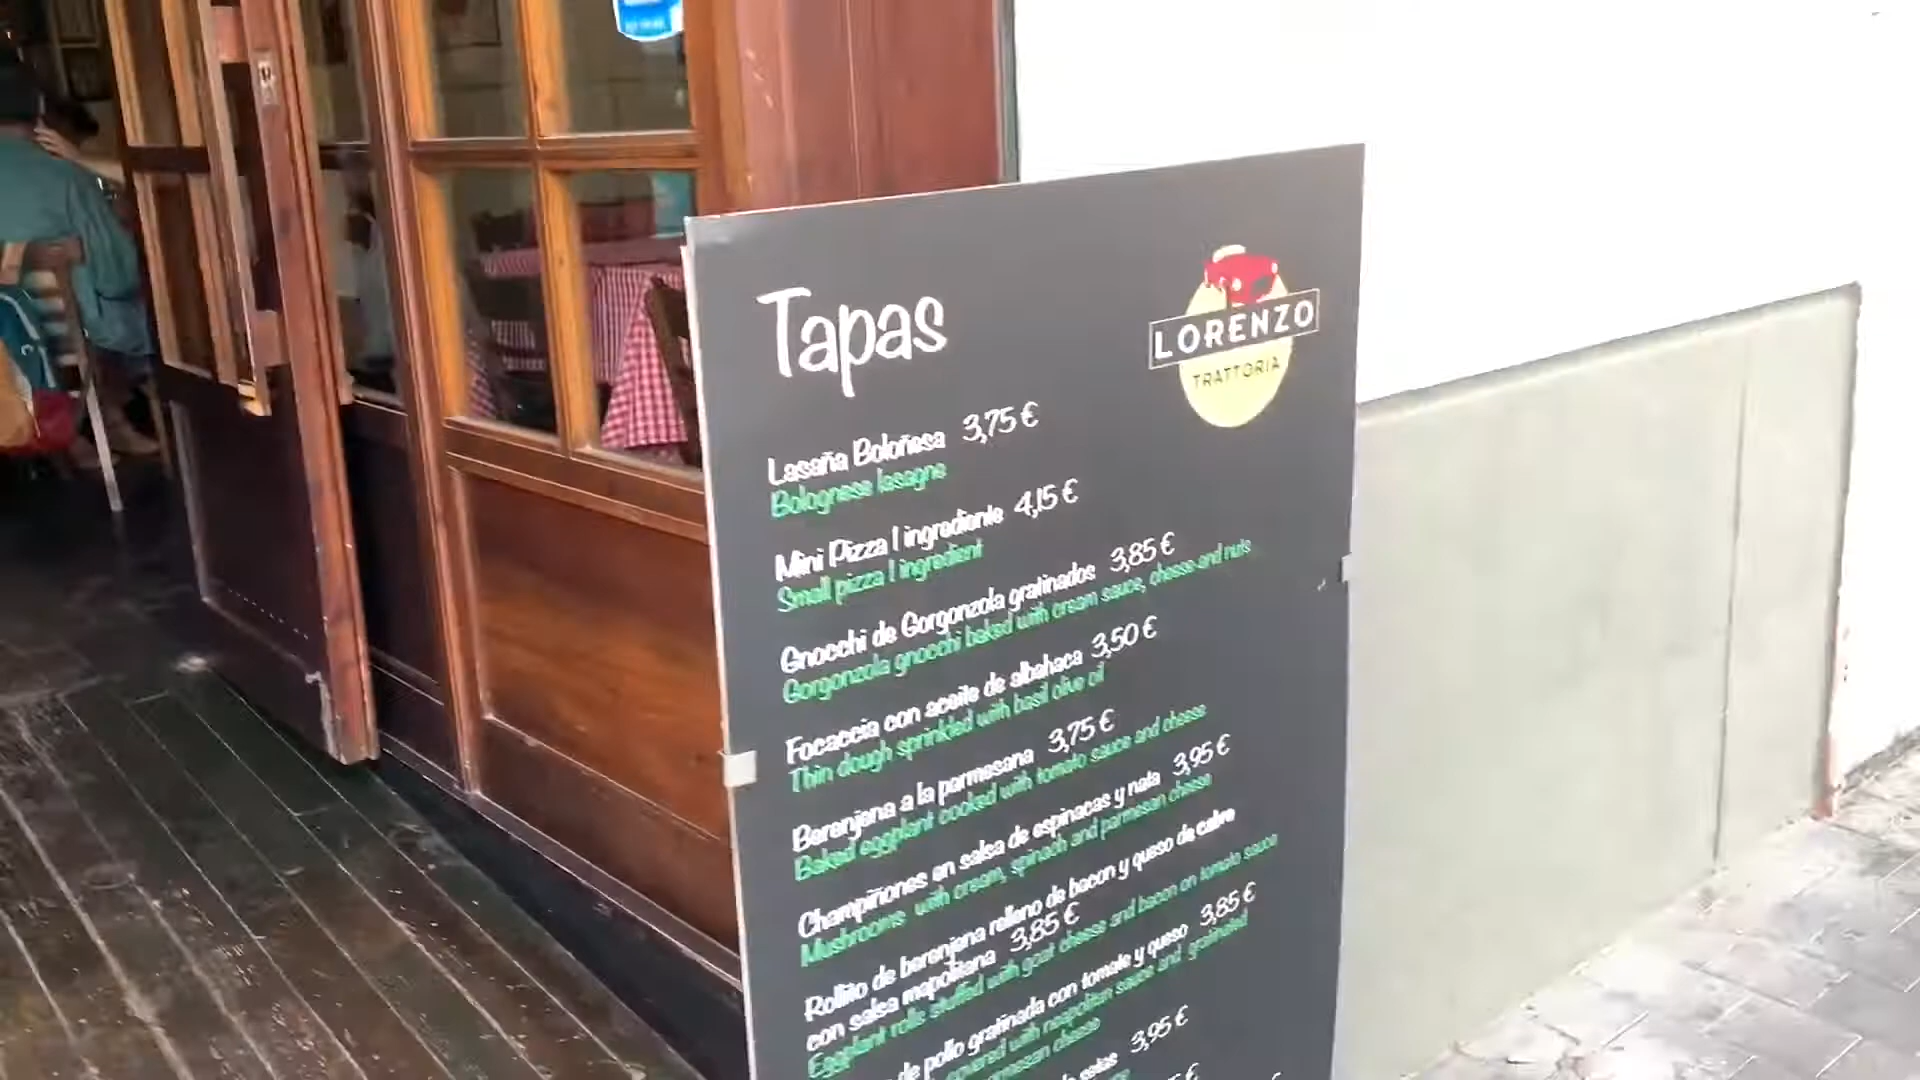 Tapas
LORENZO
TRATTORIA
Lasaña Boloñesa 3,75 €
Bolognese lasagne
Mini Pizza 1 ingrediente 4,15 €
Small pizza 1 ingredient
Gnocchi de Gorgonzola gratinados 3,85 €
Gorgonzola gnocchi baked with cream sauce, cheese and nuts
Focaccia con aceite de albahaca 3,50 €
Thin dough sprinkled with basil olive oil
Berenjena a la parmesana 3,75 €
Baked eggplant cooked with tomato sauce and cheese
Champiñones en salsa de espinacas y nata 3,95 €
Mushrooms with cream, spinach and parmesan cheese
Rollito de berenjena relleno de bacon y queso de cabra
con salsa napolitana 3,85 €
Eggplant rolls stuffed with goat cheese and bacon on tomato sauce
de pollo gratinada con tomate y queso 3,85 €
covered with neapolitan sauce and gratinated
cheese
setas 3,95 €